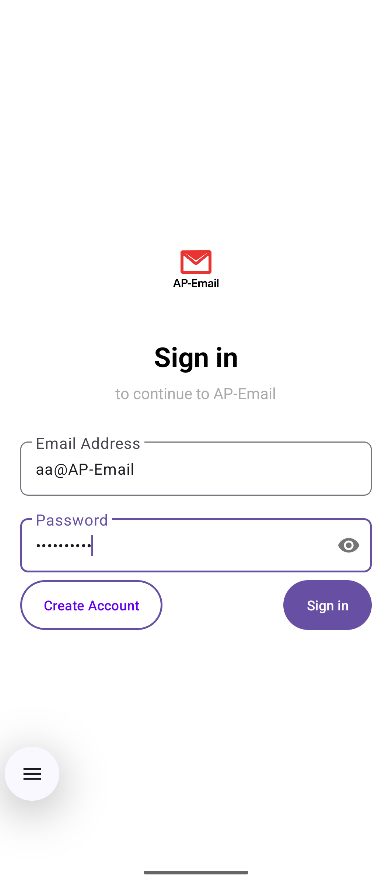 AP-Email
Sign in
to continue to AP-Email
Email Address
aa@AP-Email
Password
••••••••••
Create Account
Sign in